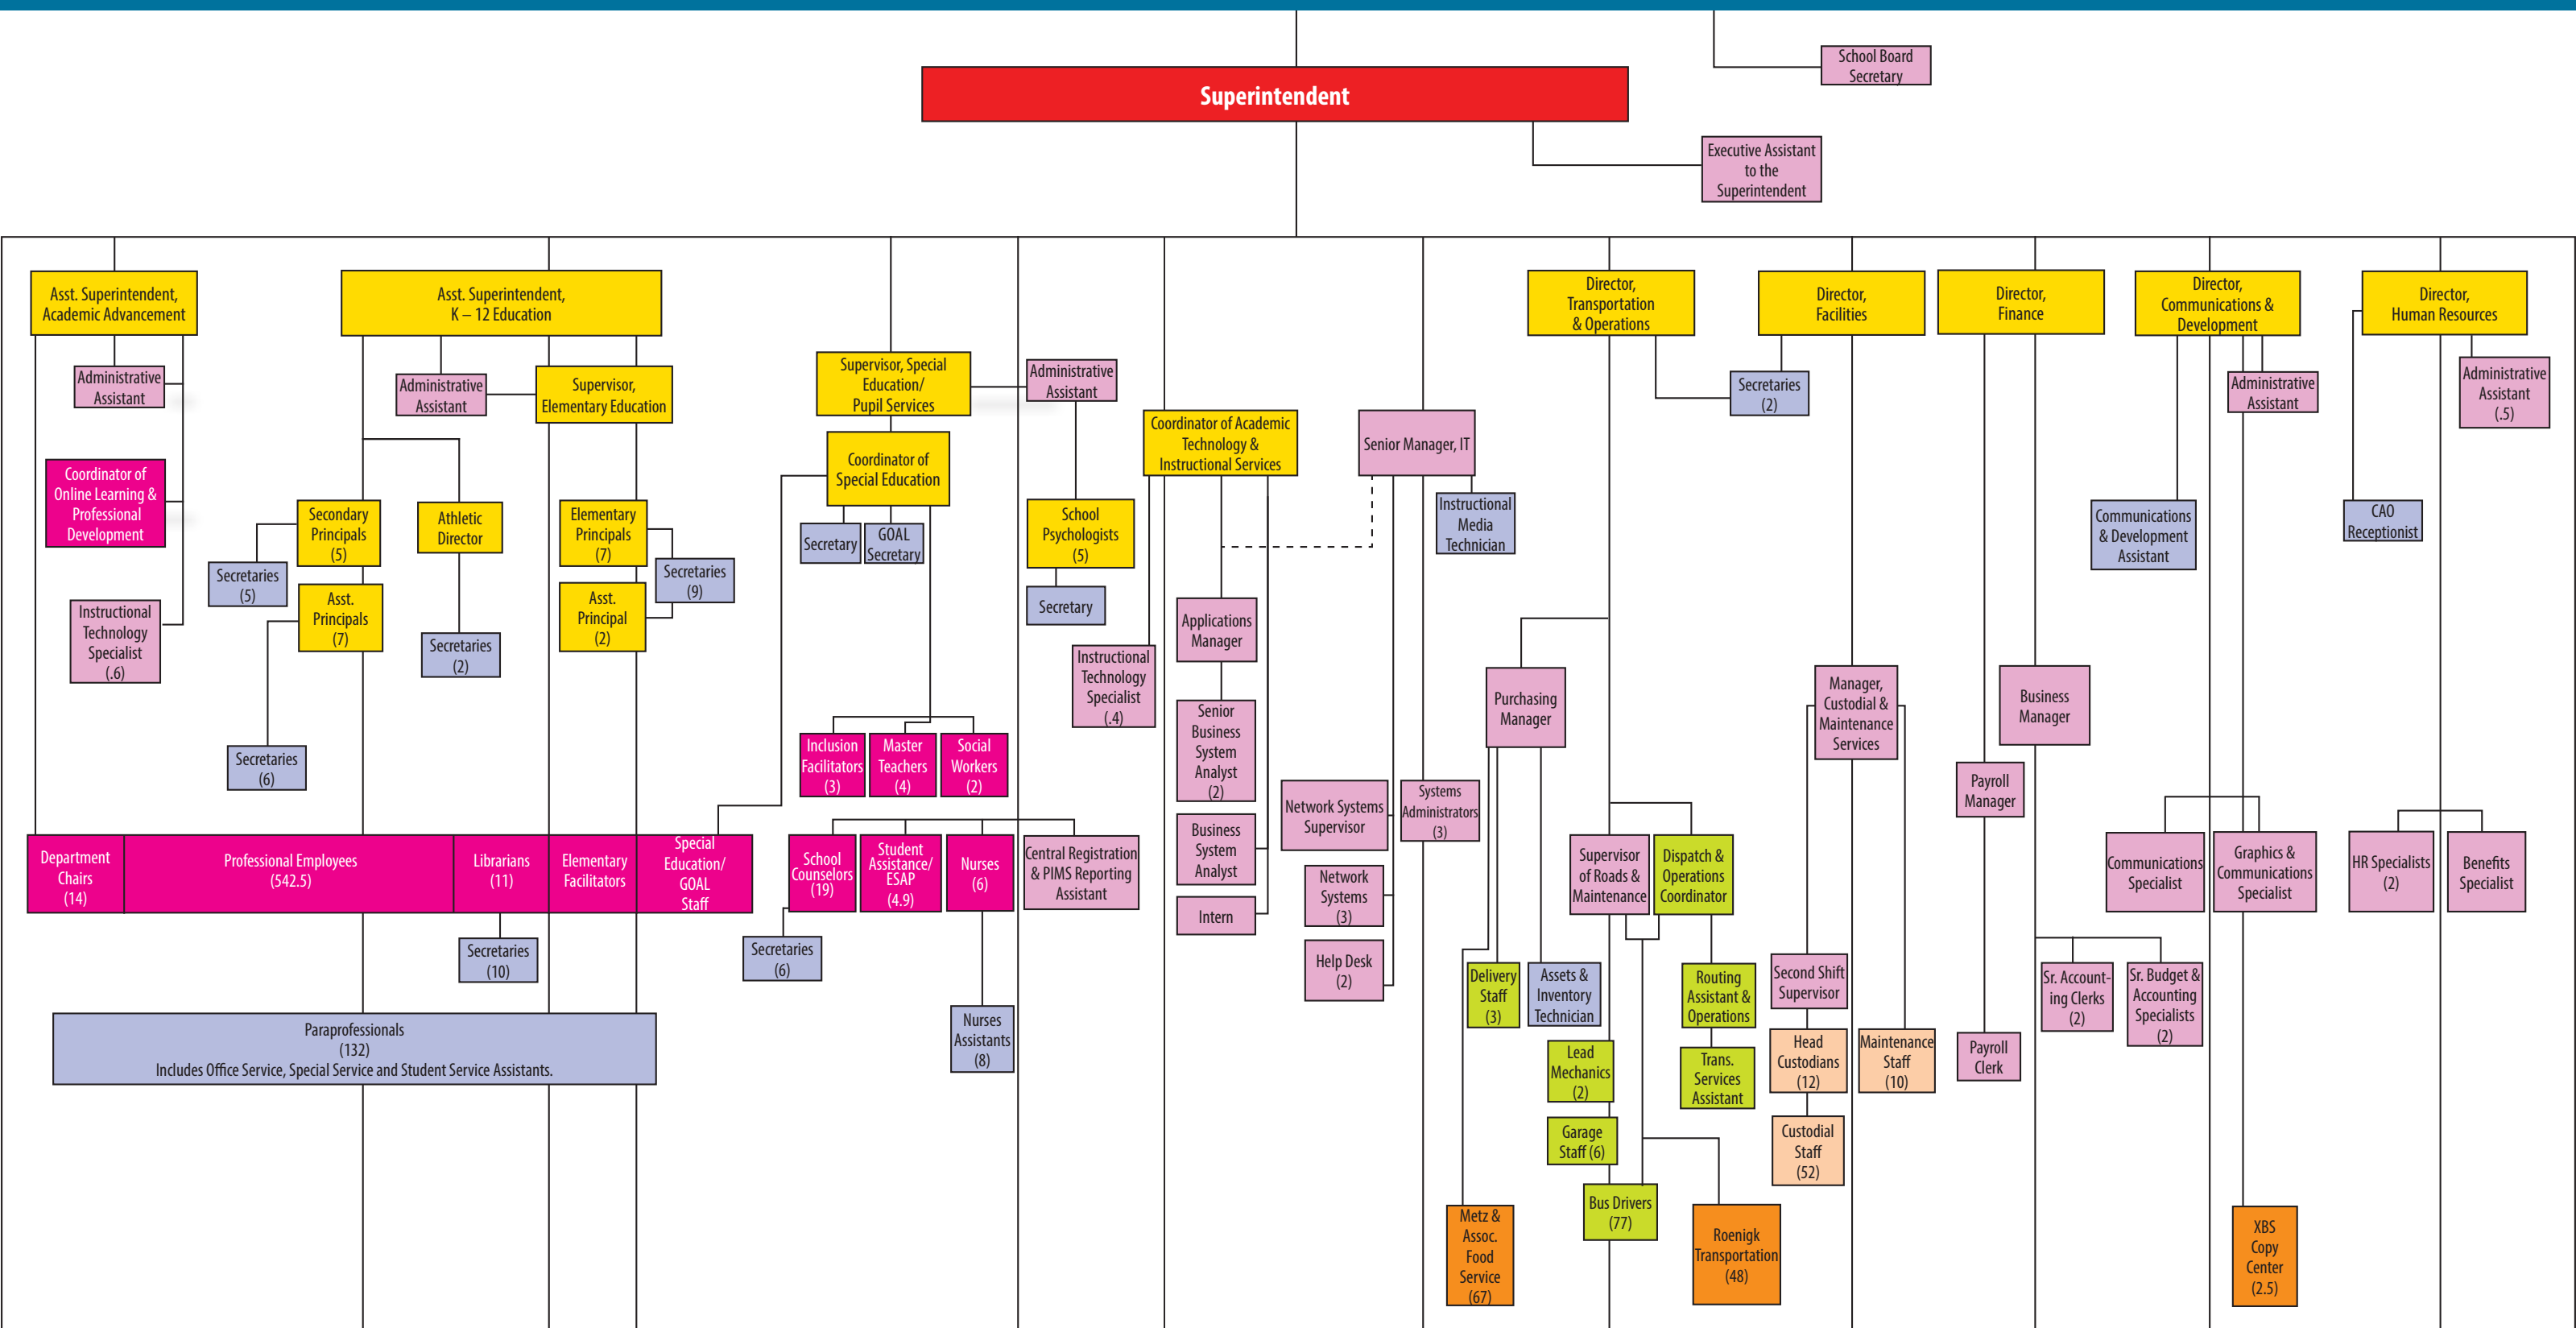 School Board
Secretary
Superintendent
Executive Assistant
to the
Superintendent
Asst. Superintendent,
Academic Advancement
Administrative
Assistant
Coordinator of
Online Learning &
Professional
Development
Instructional
Technology
Specialist
(.6)
Asst. Superintendent,
K – 12 Education
Administrative
Assistant
Supervisor,
Elementary Education
Secondary
Principals
(5)
Secretaries
(5)
Asst.
Principals
(7)
Secretaries
(6)
Athletic
Director
Secretaries
(2)
Elementary
Principals
(7)
Secretaries
(9)
Asst.
Principal
(2)
Supervisor, Special
Education/
Pupil Services
Administrative
Assistant
Coordinator of
Special Education
Secretary
GOAL
Secretary
School
Psychologists
(5)
Secretary
Inclusion
Facilitators
(3)
Master
Teachers
(4)
Social
Workers
(2)
Department
Chairs
(14)
Professional Employees
(542.5)
Librarians
(11)
Elementary
Facilitators
Special
Education/
GOAL
Staff
School
Counselors
(19)
Student
Assistance/
ESAP
(4.9)
Nurses
(6)
Central Registration
& PIMS Reporting
Assistant
Secretaries
(10)
Secretaries
(6)
Nurses
Assistants
(8)
Paraprofessionals
(132)
Includes Office Service, Special Service and Student Service Assistants.
Coordinator of Academic
Technology &
Instructional Services
Instructional
Technology
Specialist
(.4)
Applications
Manager
Senior
Business
System
Analyst
(2)
Business
System
Analyst
Intern
Senior Manager, IT
Instructional
Media
Technician
Network Systems
Supervisor
Systems
Administrators
(3)
Network
Systems
(3)
Help Desk
(2)
Director,
Transportation
& Operations
Secretaries
(2)
Purchasing
Manager
Supervisor
of Roads &
Maintenance
Dispatch &
Operations
Coordinator
Delivery
Staff
(3)
Assets &
Inventory
Technician
Routing
Assistant &
Operations
Lead
Mechanics
(2)
Trans.
Services
Assistant
Garage
Staff (6)
Bus Drivers
(77)
Metz &
Assoc.
Food
Service
(67)
Roenigk
Transportation
(48)
Director,
Facilities
Manager,
Custodial &
Maintenance
Services
Second Shift
Supervisor
Head
Custodians
(12)
Maintenance
Staff
(10)
Custodial
Staff
(52)
Director,
Finance
Business
Manager
Payroll
Manager
Payroll
Clerk
Sr. Account-
ing Clerks
(2)
Sr. Budget &
Accounting
Specialists
(2)
Director,
Communications &
Development
Administrative
Assistant
Communications
& Development
Assistant
Communications
Specialist
Graphics &
Communications
Specialist
XBS
Copy
Center
(2.5)
Director,
Human Resources
Administrative
Assistant
(.5)
CAO
Receptionist
HR Specialists
(2)
Benefits
Specialist